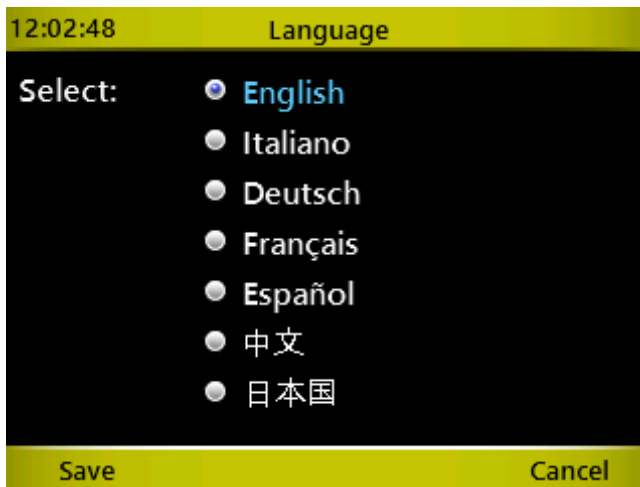 12:02:48 Language
Select: English
Italiano
Deutsch
Français
Español
中文
日本国
Save Cancel